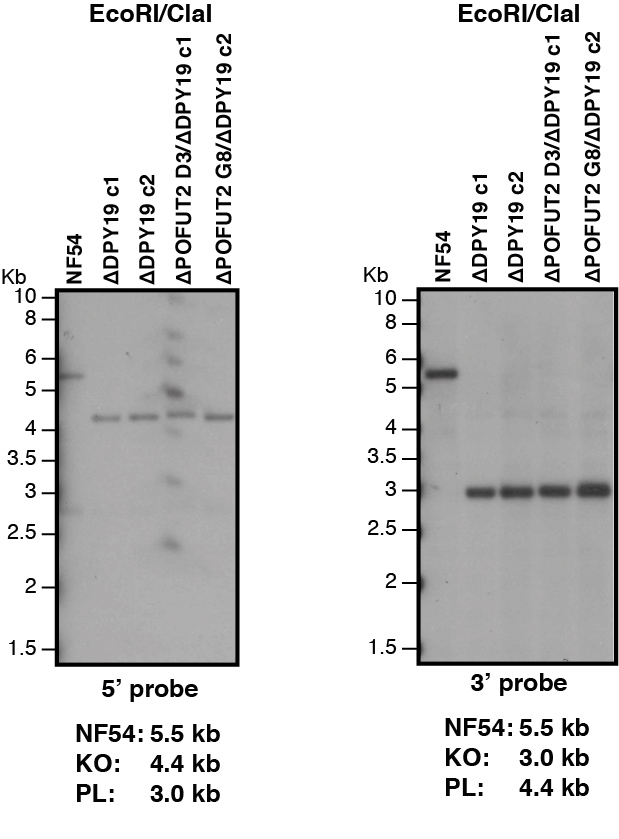 EcoRI/ClaI
NF54
ΔDPY19 c1
ΔDPY19 c2
ΔPOFUT2 D3/ΔDPY19 c1
ΔPOFUT2 G8/ΔDPY19 c2
Kb
10
8
6
5
4
3.5
3
2.5
2
1.5
5’ probe
NF54: 5.5 kb
KO: 4.4 kb
PL: 3.0 kb
EcoRI/ClaI
NF54
ΔDPY19 c1
ΔDPY19 c2
ΔPOFUT2 D3/ΔDPY19 c1
ΔPOFUT2 G8/ΔDPY19 c2
Kb
10
8
6
5
4
3.5
3
2.5
2
1.5
3’ probe
NF54: 5.5 kb
KO: 3.0 kb
PL: 4.4 kb